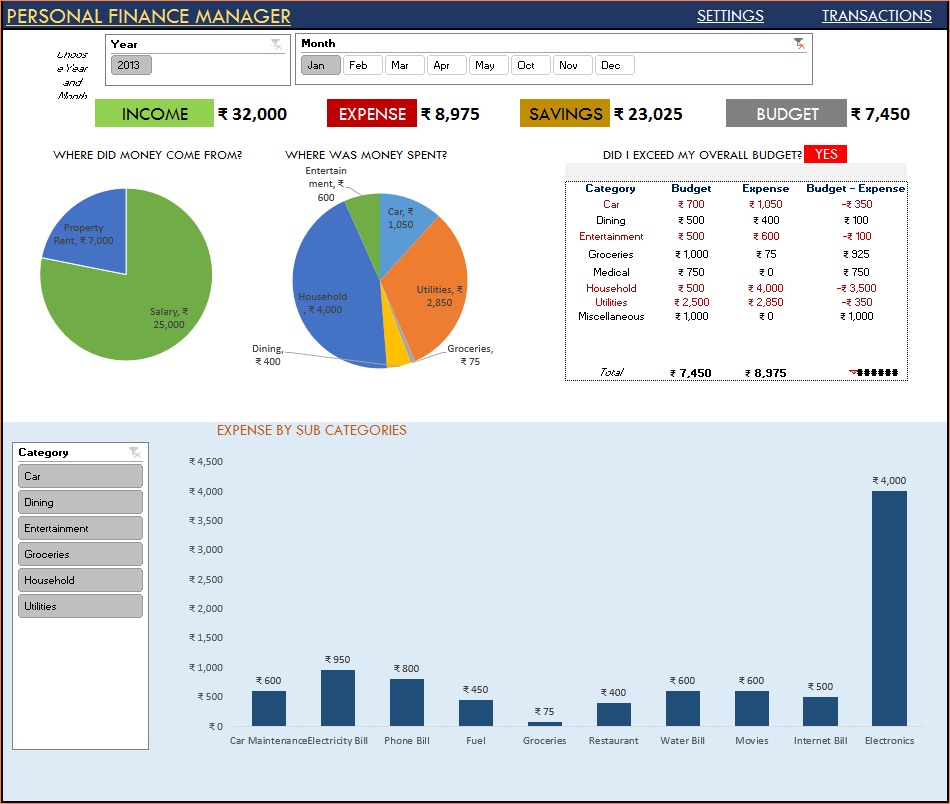 PERSONAL FINANCE MANAGER SETTINGS TRANSACTIONS
Choos
e Year
and
Month
Year
2013
Month
Jan Feb Mar Apr May Oct Nov Dec
INCOME ₹ 32,000 EXPENSE ₹ 8,975 SAVINGS ₹ 23,025 BUDGET ₹ 7,450
WHERE DID MONEY COME FROM?
Property
Rent, ₹ 7,000
Salary, ₹
25,000
WHERE WAS MONEY SPENT?
Entertain
ment, ₹
600
Car, ₹
1,050
Utilities, ₹
2,850
Household
, ₹ 4,000
Dining,
₹ 400
Groceries,
₹ 75
DID I EXCEED MY OVERALL BUDGET? YES
Category Budget Expense Budget - Expense
Car ₹ 700 ₹ 1,050 -₹ 350
Dining ₹ 500 ₹ 400 ₹ 100
Entertainment ₹ 500 ₹ 600 -₹ 100
Groceries ₹ 1,000 ₹ 75 ₹ 925
Medical ₹ 750 ₹ 0 ₹ 750
Household ₹ 500 ₹ 4,000 -₹ 3,500
Utilities ₹ 2,500 ₹ 2,850 -₹ 350
Miscellaneous ₹ 1,000 ₹ 0 ₹ 1,000
Total ₹ 7,450 ₹ 8,975 ######
EXPENSE BY SUB CATEGORIES
Category
Car
Dining
Entertainment
Groceries
Household
Utilities
₹ 4,500
₹ 4,000
₹ 3,500
₹ 3,000
₹ 2,500
₹ 2,000
₹ 1,500
₹ 1,000
₹ 500
₹ 0
₹ 600 ₹ 950 ₹ 800 ₹ 450 ₹ 75 ₹ 400 ₹ 600 ₹ 600 ₹ 500 ₹ 4,000
Car Maintenance Electricity Bill Phone Bill Fuel Groceries Restaurant Water Bill Movies Internet Bill Electronics